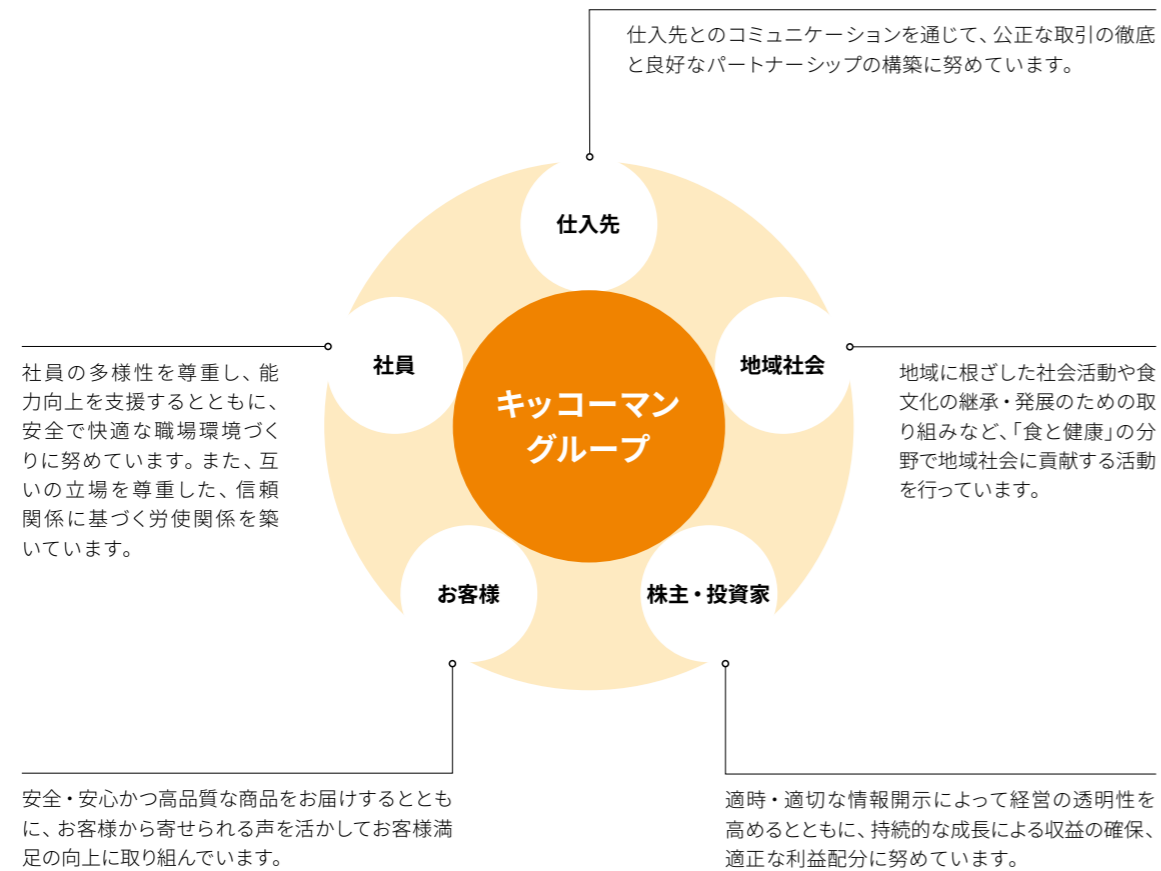 仕入先とのコミュニケーションを通じて、公正な取引の徹底
と良好なパートナーシップの構築に努めています。
仕入先
社員
地域社会
キッコーマン
グループ
お客様
株主・投資家
社員の多様性を尊重し、能
力向上を支援するとともに、
安全で快適な職場環境づく
りに努めています。また、互
いの立場を尊重した、信頼
関係に基づく労使関係を築
いています。
地域に根ざした社会活動や食
文化の継承・発展のための取
り組みなど、「食と健康」の分
野で地域社会に貢献する活動
を行っています。
安全・安心かつ高品質な商品をお届けするととも
に、お客様から寄せられる声を活かしてお客様満
足の向上に取り組んでいます。
適時・適切な情報開示によって経営の透明性を
高めるとともに、持続的な成長による収益の確保、
適正な利益配分に努めています。